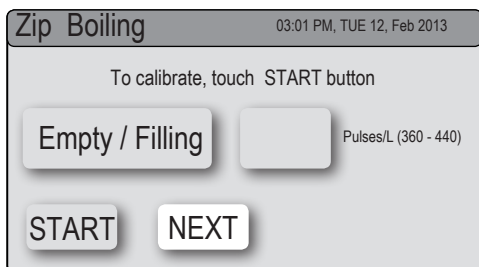 Zip Boiling 03:01 PM, TUE 12, Feb 2013
To calibrate, touch START button
Empty / Filling Pulses/L (360 - 440)
START NEXT